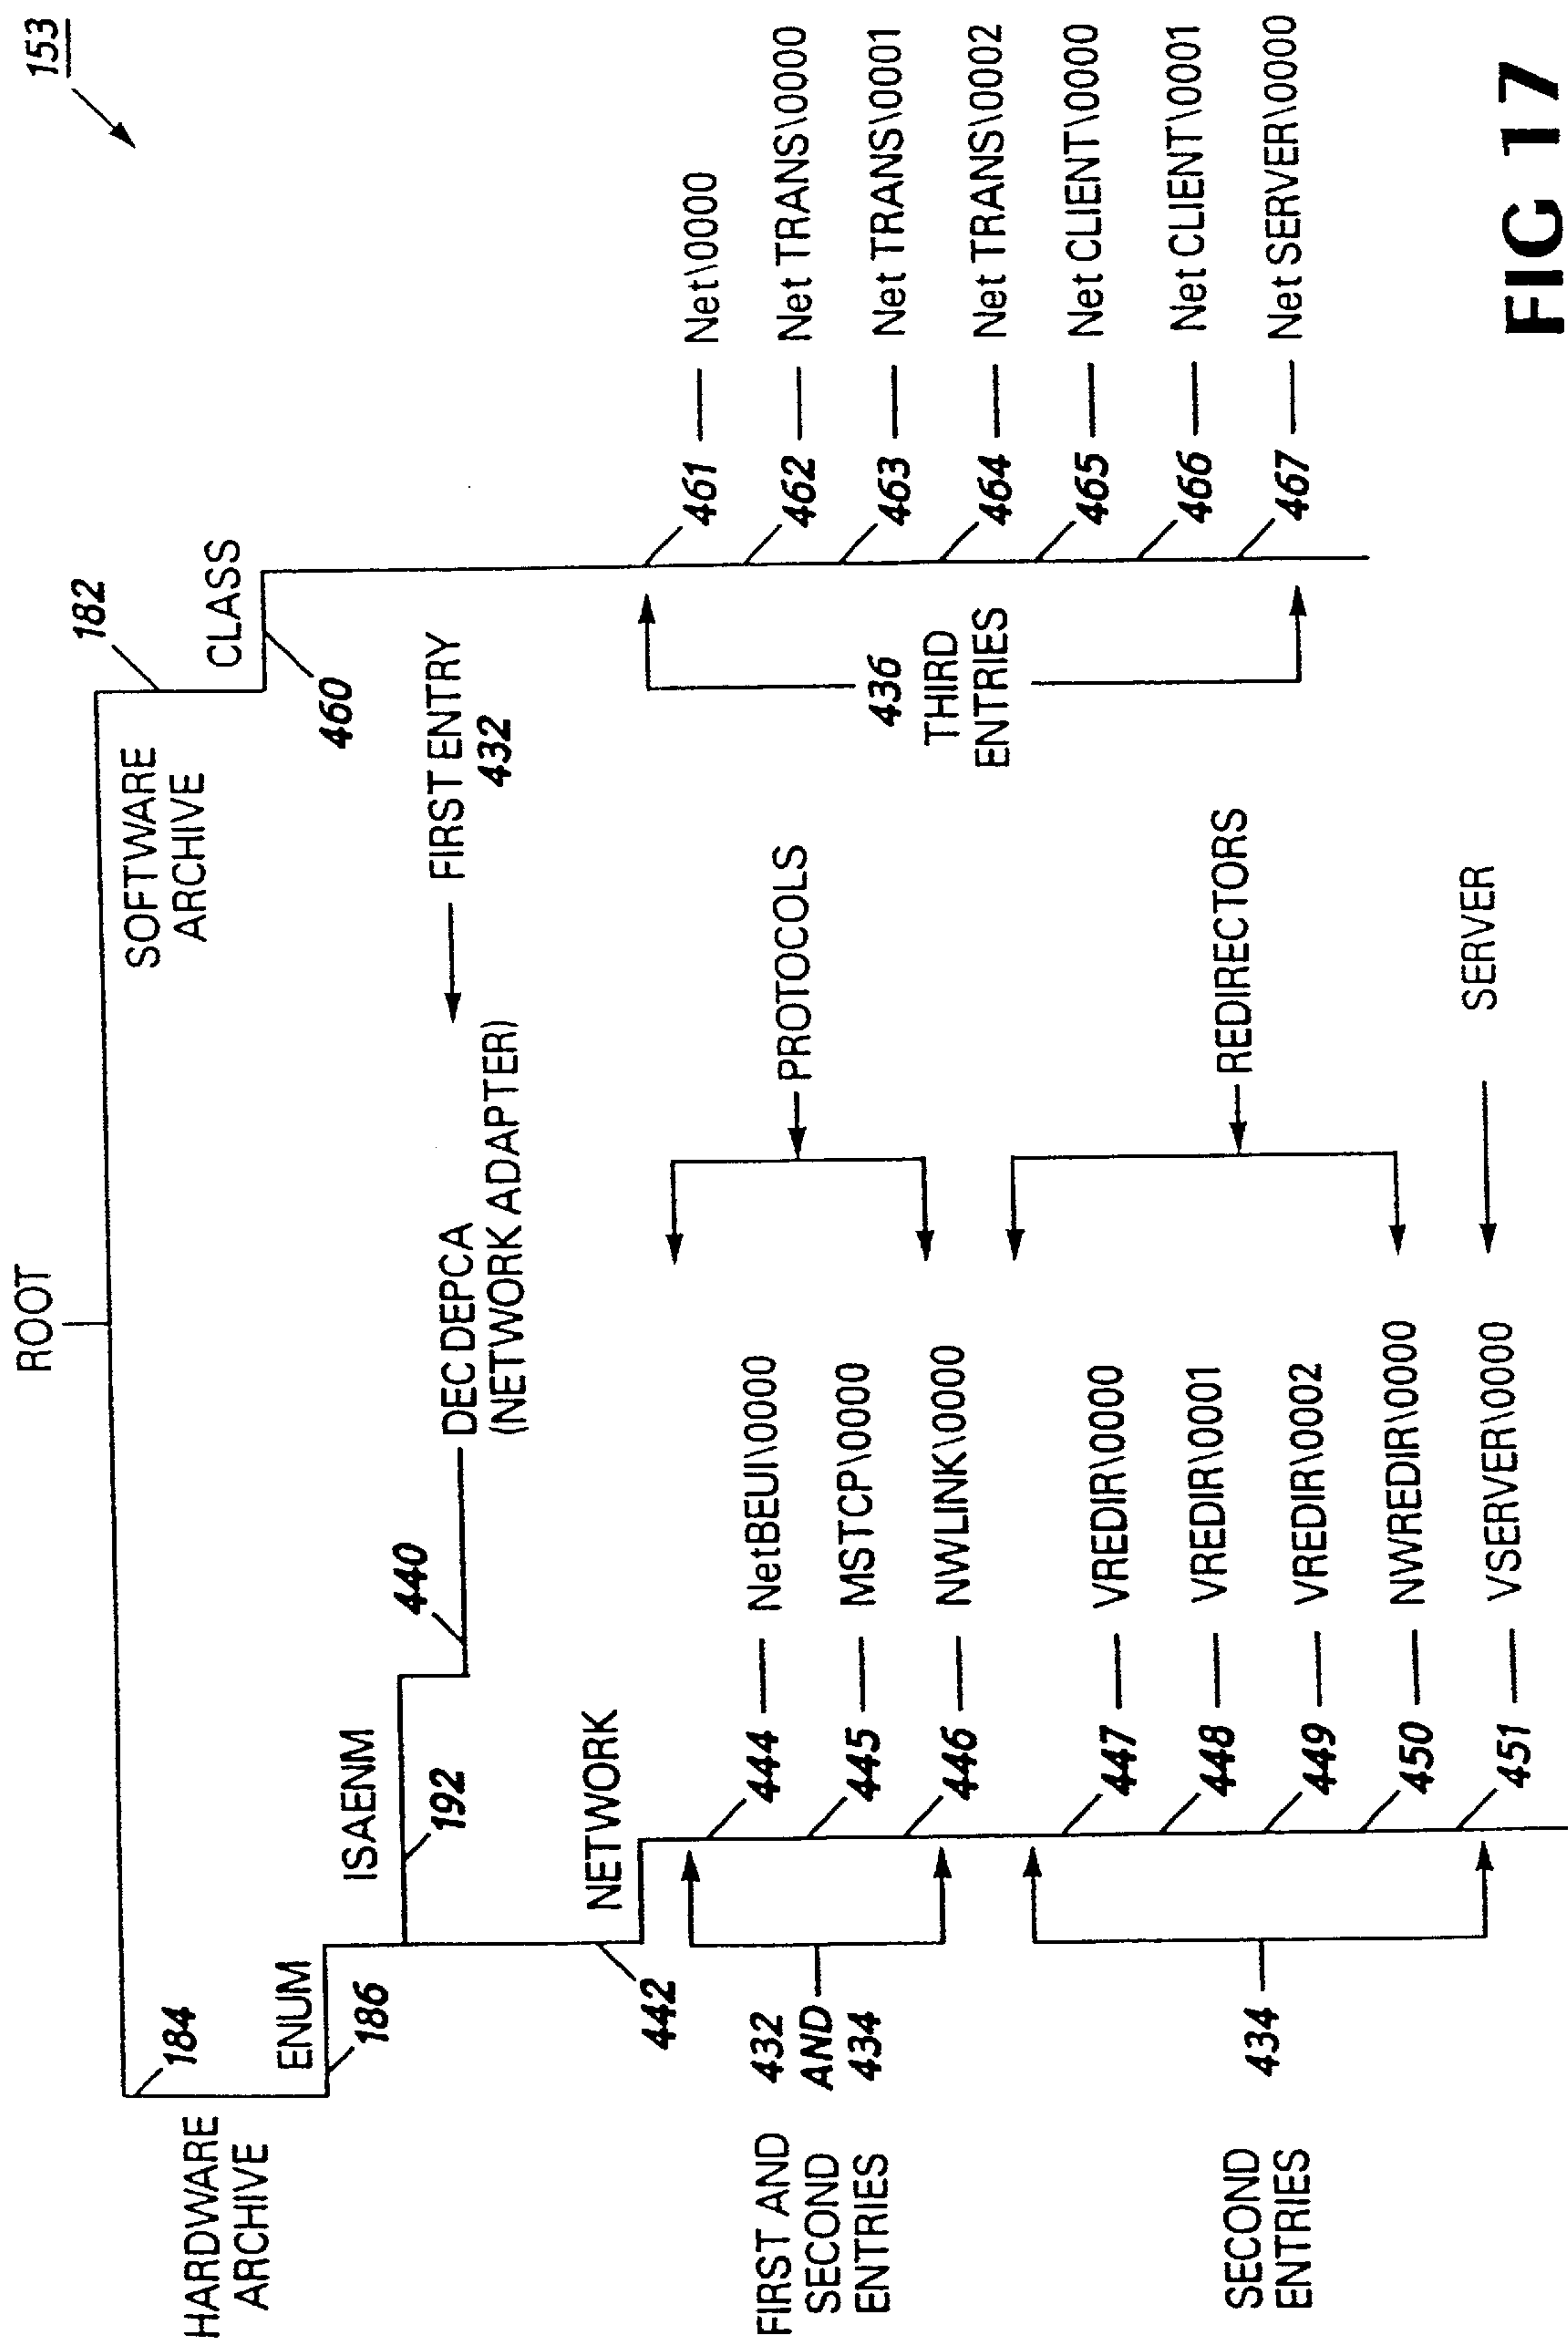 153
ROOT
184
HARDWARE
ARCHIVE
ENUM
186
ISAENM
192
440
DEC DEPCA
(NETWORK ADAPTER)
FIRST ENTRY
432
SOFTWARE
ARCHIVE
182
CLASS
460
NETWORK
442
FIRST AND
SECOND
ENTRIES
432
AND
434
444 NetBEUI\0000
445 MSTCP\0000
446 NWLINK\0000
PROTOCOLS
SECOND
ENTRIES
434
447 VREDIR\0000
448 VREDIR\0001
449 VREDIR\0002
450 NWREDIR\0000
451 VSERVER\0000
REDIRECTORS
SERVER
436
THIRD
ENTRIES
461 Net\0000
462 Net TRANS\0000
463 Net TRANS\0001
464 Net TRANS\0002
465 Net CLIENT\0000
466 Net CLIENT\0001
467 Net SERVER\0000
FIG 17